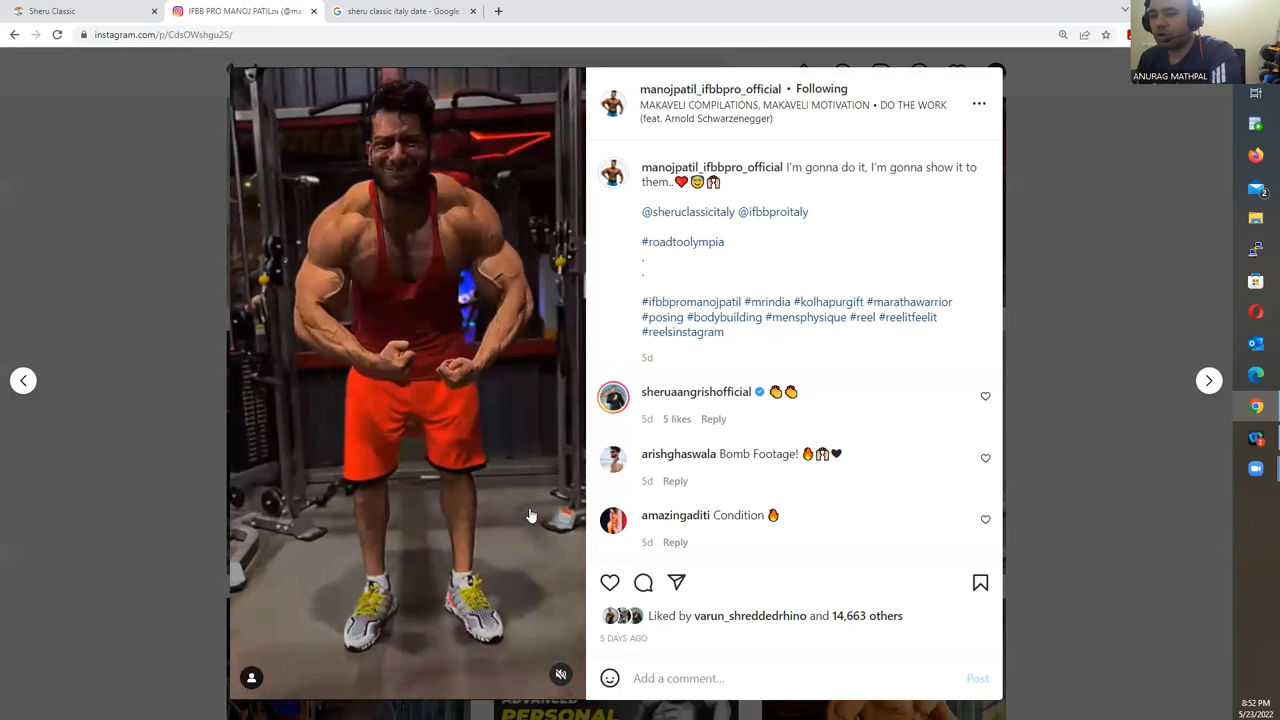 Sheru Classic
IFBB PRO MANOJ PATIL🇮🇳 (@ma
sheru classic italy date - Google
instagram.com/p/CdsOWshgu2S/
ANURAG MATHPAL
manojpatil_ifbbpro_official • Following
MAKAVELI COMPILATIONS, MAKAVELI MOTIVATION • DO THE WORK
(feat. Arnold Schwarzenegger)
manojpatil_ifbbpro_official I'm gonna do it, I'm gonna show it to
them..
@sheruclassicitaly @ifbbproitaly
#roadtoolympia
.
.
#ifbbpromanojpatil #mrindia #kolhapurgift #marathawarrior
#posing #bodybuilding #mensphysique #reel #reelitfeelit
#reelsinstagram
5d
sheruaangrishofficial
5d 5 likes Reply
arishghaswala Bomb Footage!
5d Reply
amazingaditi Condition
5d Reply
Liked by varun_shreddedrhino and 14,663 others
5 DAYS AGO
Add a comment...
Post
ADVANCED
PERSONAL
8:52 PM
5/23/2022